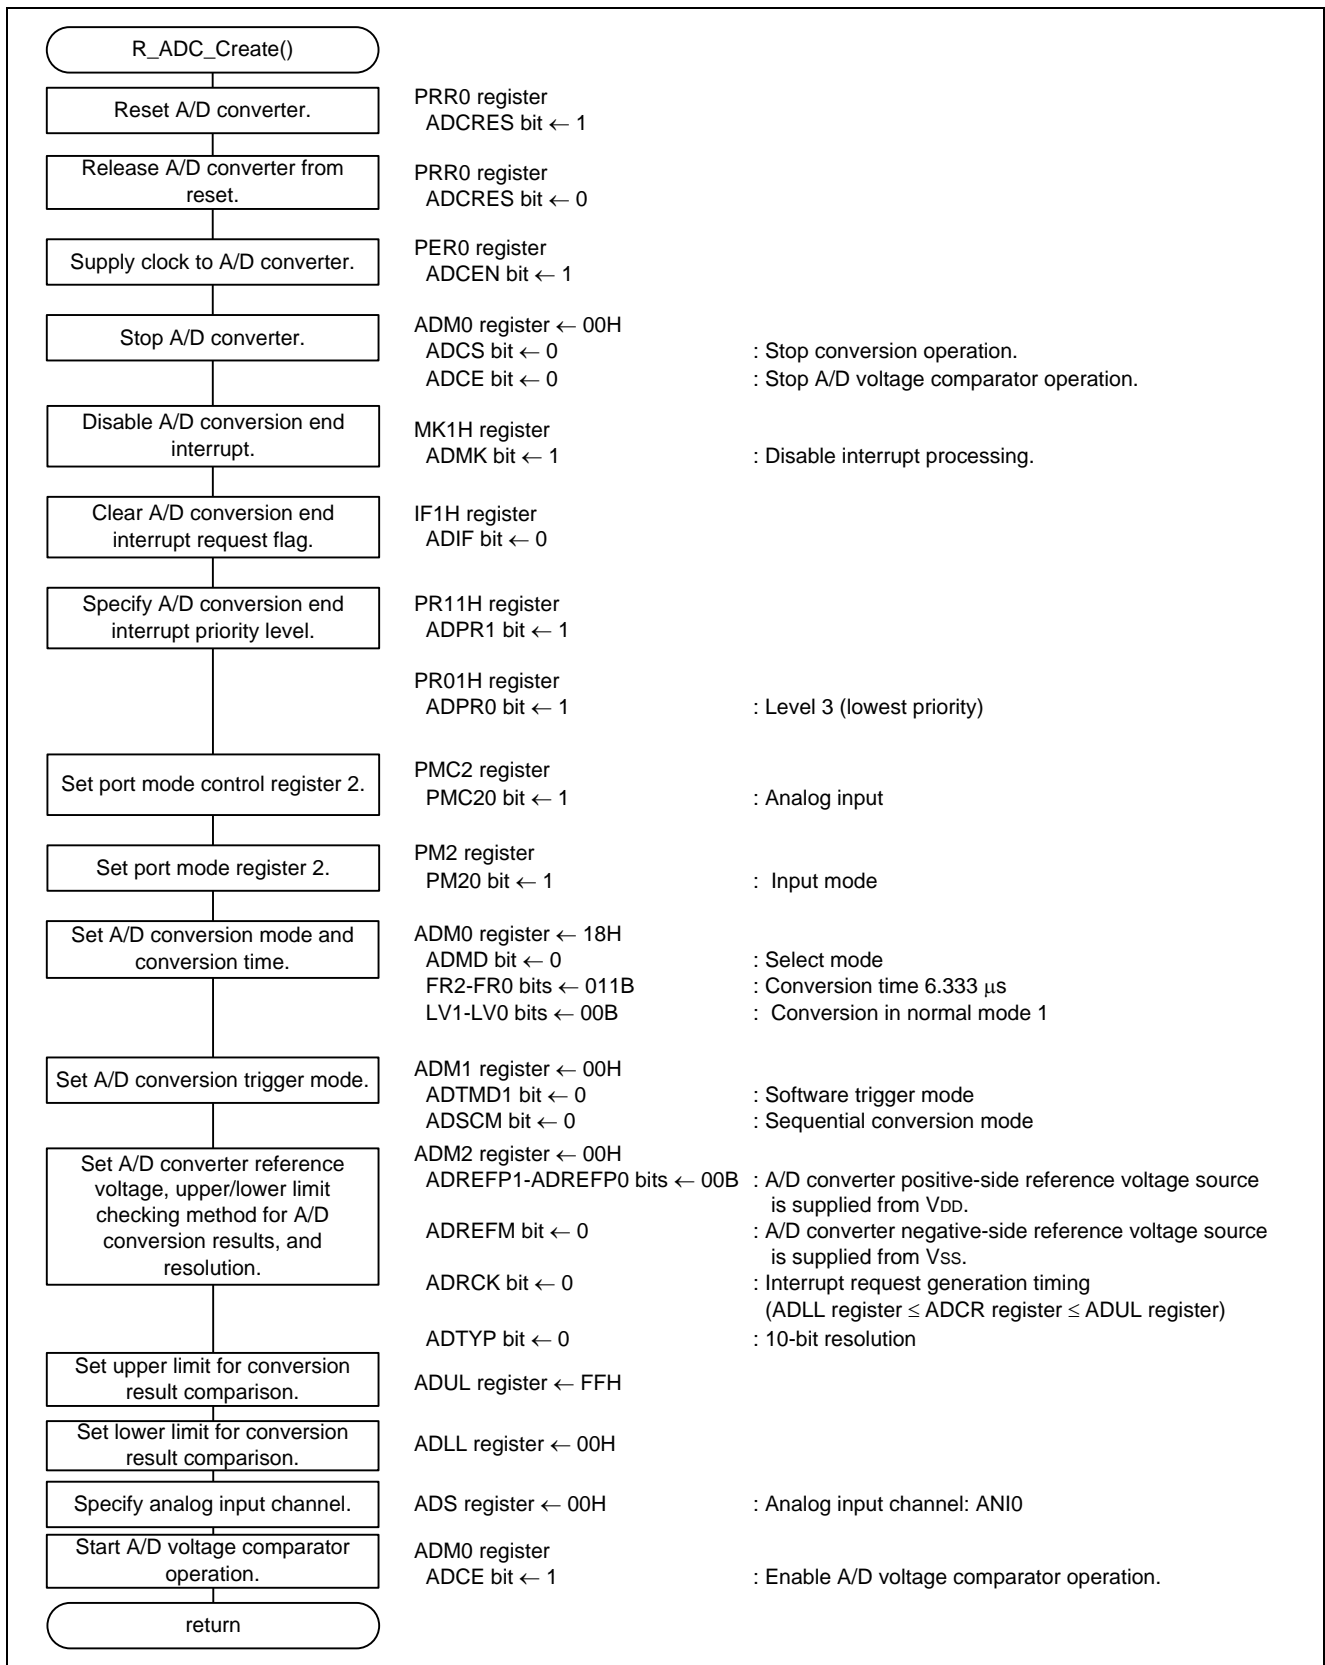 R_ADC_Create()
Reset A/D converter.
PRR0 register
ADCRES bit ← 1
Release A/D converter from
reset.
PRR0 register
ADCRES bit ← 0
Supply clock to A/D converter.
PER0 register
ADCEN bit ← 1
Stop A/D converter.
ADM0 register ← 00H
ADCS bit ← 0 : Stop conversion operation.
ADCE bit ← 0 : Stop A/D voltage comparator operation.
Disable A/D conversion end
interrupt.
MK1H register
ADMK bit ← 1 : Disable interrupt processing.
Clear A/D conversion end
interrupt request flag.
IF1H register
ADIF bit ← 0
Specify A/D conversion end
interrupt priority level.
PR11H register
ADPR1 bit ← 1
PR01H register
ADPR0 bit ← 1 : Level 3 (lowest priority)
Set port mode control register 2.
PMC2 register
PMC20 bit ← 1 : Analog input
Set port mode register 2.
PM2 register
PM20 bit ← 1 : Input mode
Set A/D conversion mode and
conversion time.
ADM0 register ← 18H
ADMD bit ← 0 : Select mode
FR2-FR0 bits ← 011B : Conversion time 6.333 μs
LV1-LV0 bits ← 00B : Conversion in normal mode 1
Set A/D conversion trigger mode.
ADM1 register ← 00H
ADTMD1 bit ← 0 : Software trigger mode
ADSCM bit ← 0 : Sequential conversion mode
Set A/D converter reference
voltage, upper/lower limit
checking method for A/D
conversion results, and
resolution.
ADM2 register ← 00H
ADREFP1-ADREFP0 bits ← 00B : A/D converter positive-side reference voltage source
is supplied from VDD.
ADREFM bit ← 0 : A/D converter negative-side reference voltage source
is supplied from VSS.
ADRCK bit ← 0 : Interrupt request generation timing
(ADLL register ≤ ADCR register ≤ ADUL register)
ADTYP bit ← 0 : 10-bit resolution
Set upper limit for conversion
result comparison.
ADUL register ← FFH
Set lower limit for conversion
result comparison.
ADLL register ← 00H
Specify analog input channel.
ADS register ← 00H : Analog input channel: ANI0
Start A/D voltage comparator
operation.
ADM0 register
ADCE bit ← 1 : Enable A/D voltage comparator operation.
return